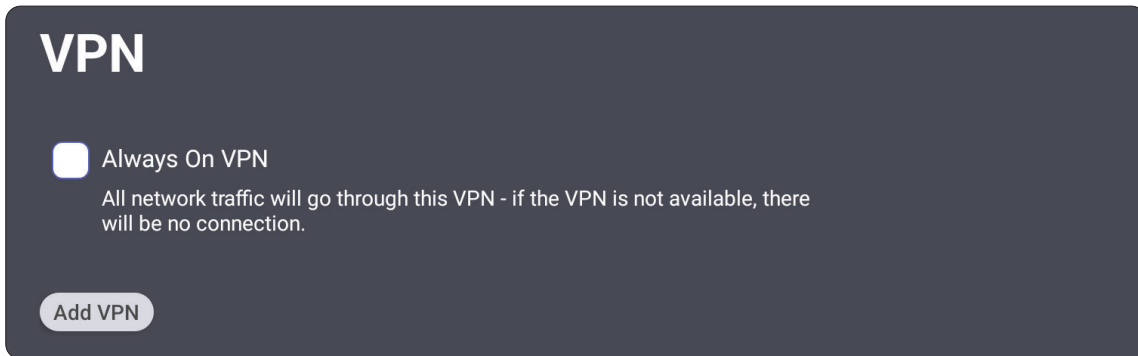 VPN
Always On VPN
All network traffic will go through this VPN - if the VPN is not available, there
will be no connection.
Add VPN